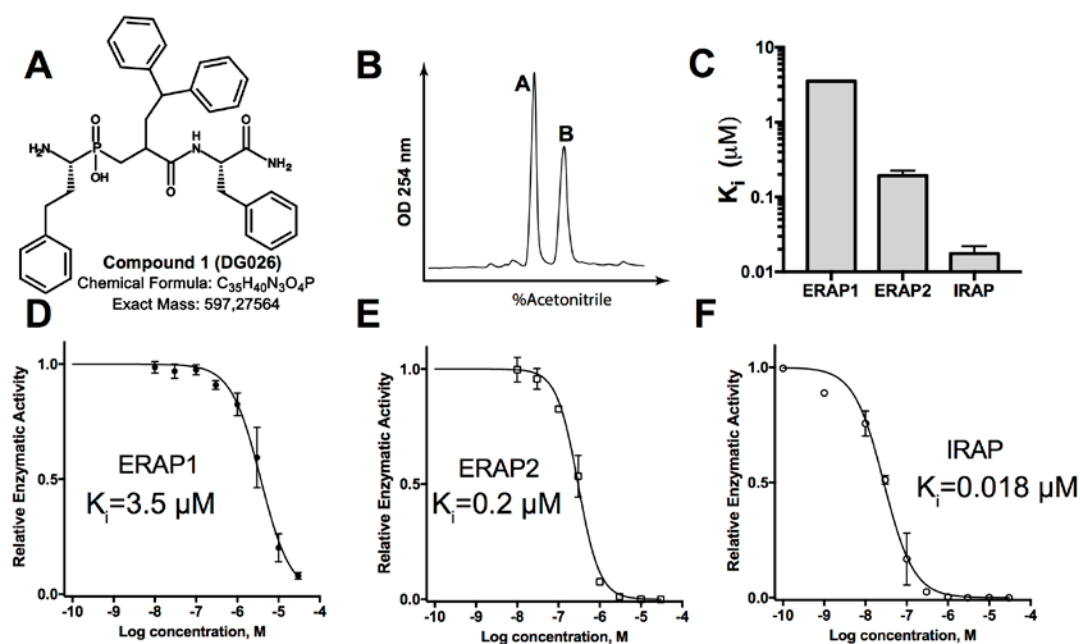 A
H₂N
O
P
OH
O
H
N
O
NH₂
Compound 1 (DG026)
Chemical Formula: C₃₅H₄₀N₃O₄P
Exact Mass: 597,27564
B
OD 254 nm
A
B
%Acetonitrile
C
Kᵢ (µM)
10
1
0.1
0.01
ERAP1 ERAP2 IRAP
D
Relative Enzymatic Activity
1.0
0.5
0.0
ERAP1
Kᵢ=3.5 µM
-10 -9 -8 -7 -6 -5 -4
Log concentration, M
E
Relative Enzymatic Activity
1.0
0.5
0.0
ERAP2
Kᵢ=0.2 µM
-10 -9 -8 -7 -6 -5 -4
Log concentration, M
F
Relative Enzymatic Activity
1.0
0.5
0.0
IRAP
Kᵢ=0.018 µM
-10 -9 -8 -7 -6 -5 -4
Log concentration, M